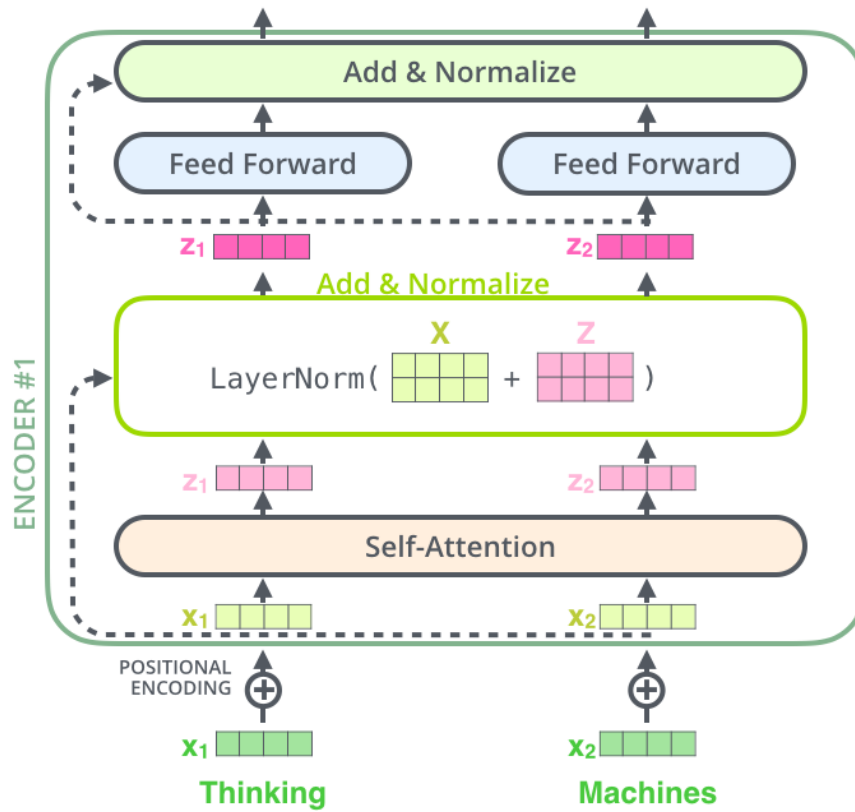 Add & Normalize
Feed Forward Feed Forward
z1 z2
Add & Normalize
X Z
LayerNorm( + )
ENCODER #1
z1 z2
Self-Attention
x1 x2
POSITIONAL
ENCODING
x1 x2
Thinking Machines